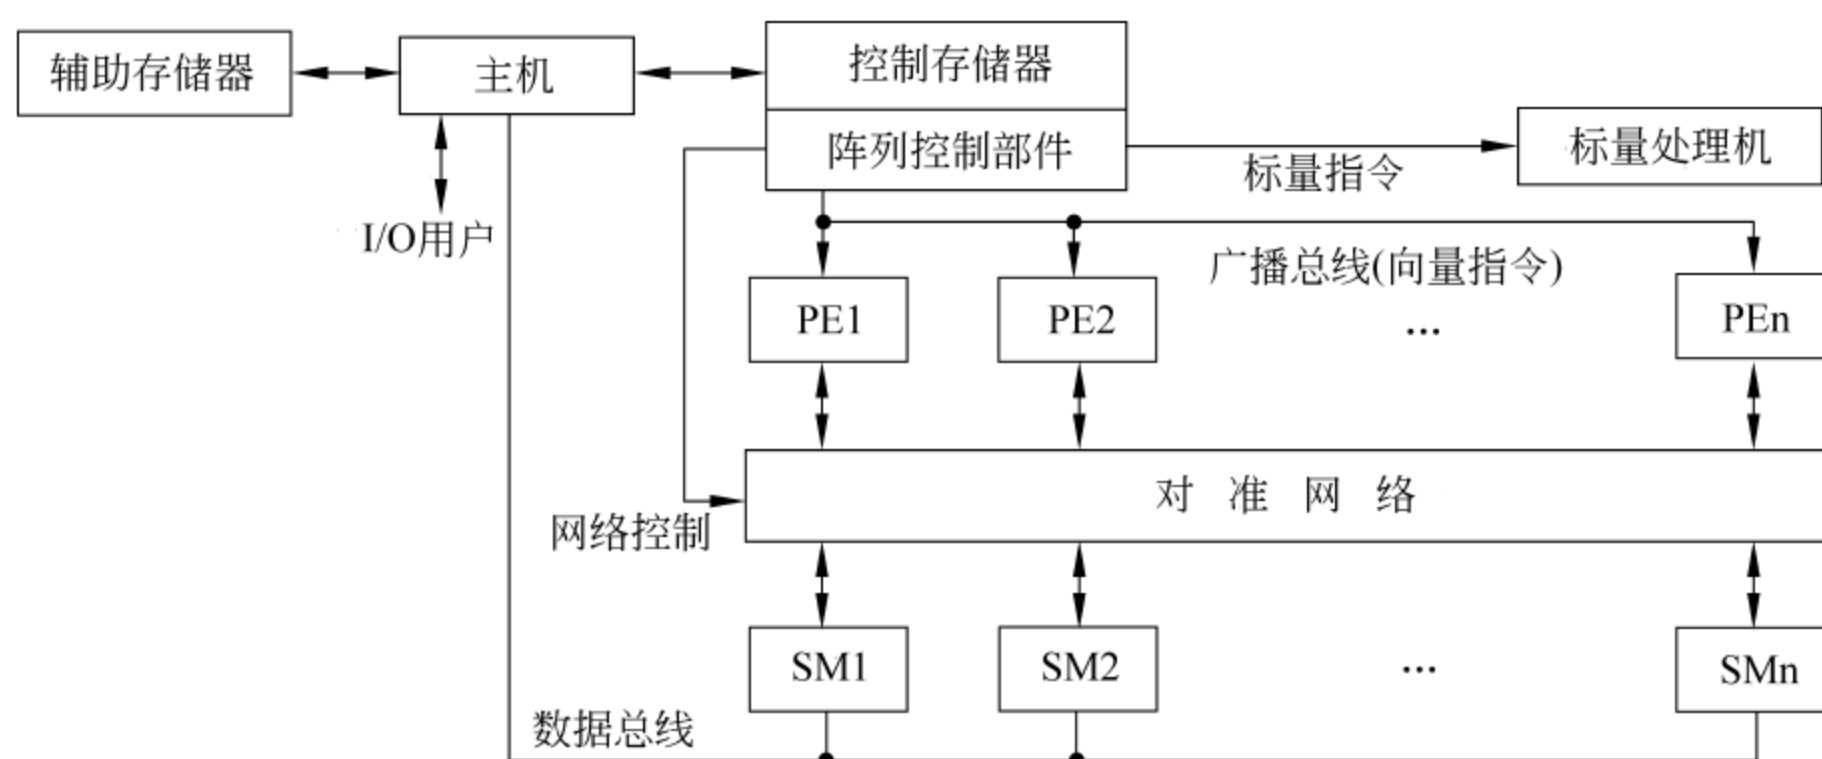 辅助存储器
主机
控制存储器
阵列控制部件
标量处理机
标量指令
I/O用户
广播总线(向量指令)
PE1
PE2
...
PEn
对准网络
网络控制
SM1
SM2
...
SMn
数据总线